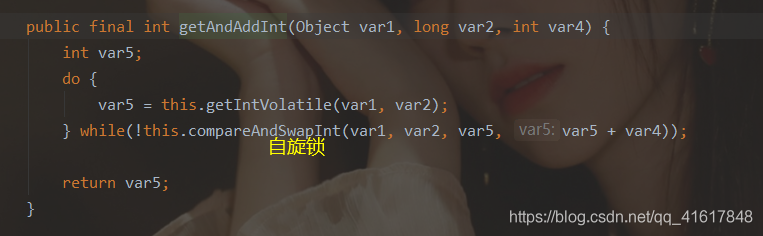 public final int getAndAddInt(Object var1, long var2, int var4) {
int var5;
do {
var5 = this.getIntVolatile(var1, var2);
} while(!this.compareAndSwapInt(var1, var2, var5, var5: var5 + var4));
自旋锁
return var5;
}
https://blog.csdn.net/qq_41617848